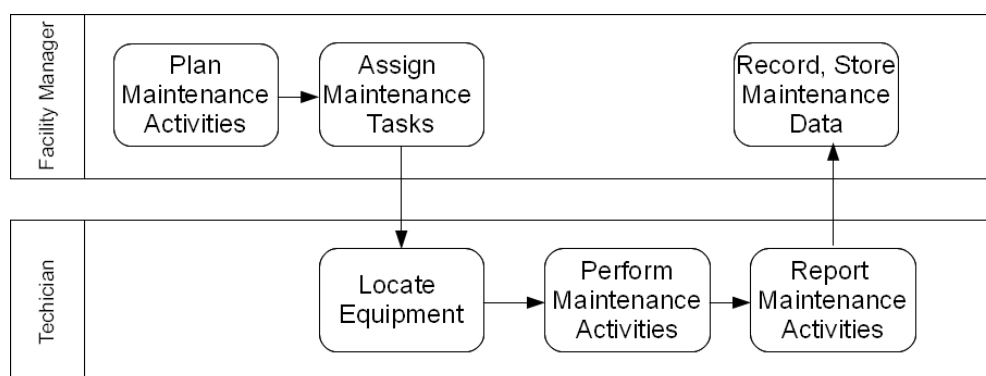 Facility Manager
Plan
Maintenance
Activities
Assign
Maintenance
Tasks
Record, Store
Maintenance
Data
Techician
Locate
Equipment
Perform
Maintenance
Activities
Report
Maintenance
Activities